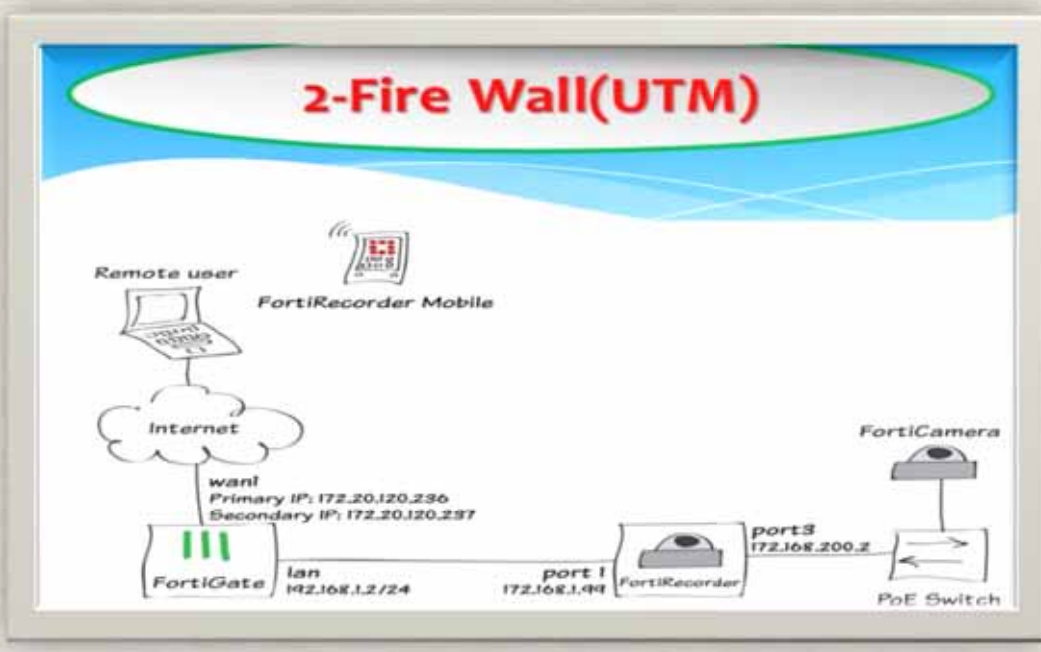 2-Fire Wall(UTM)
Remote user
FortiRecorder Mobile
Internet
FortiCamera
wan1
Primary IP: 172.20.120.236
Secondary IP: 172.20.120.237
FortiGate
lan
192.168.1.2/24
port 1
172.168.1.99
FortiRecorder
port3
172.168.200.2
PoE Switch